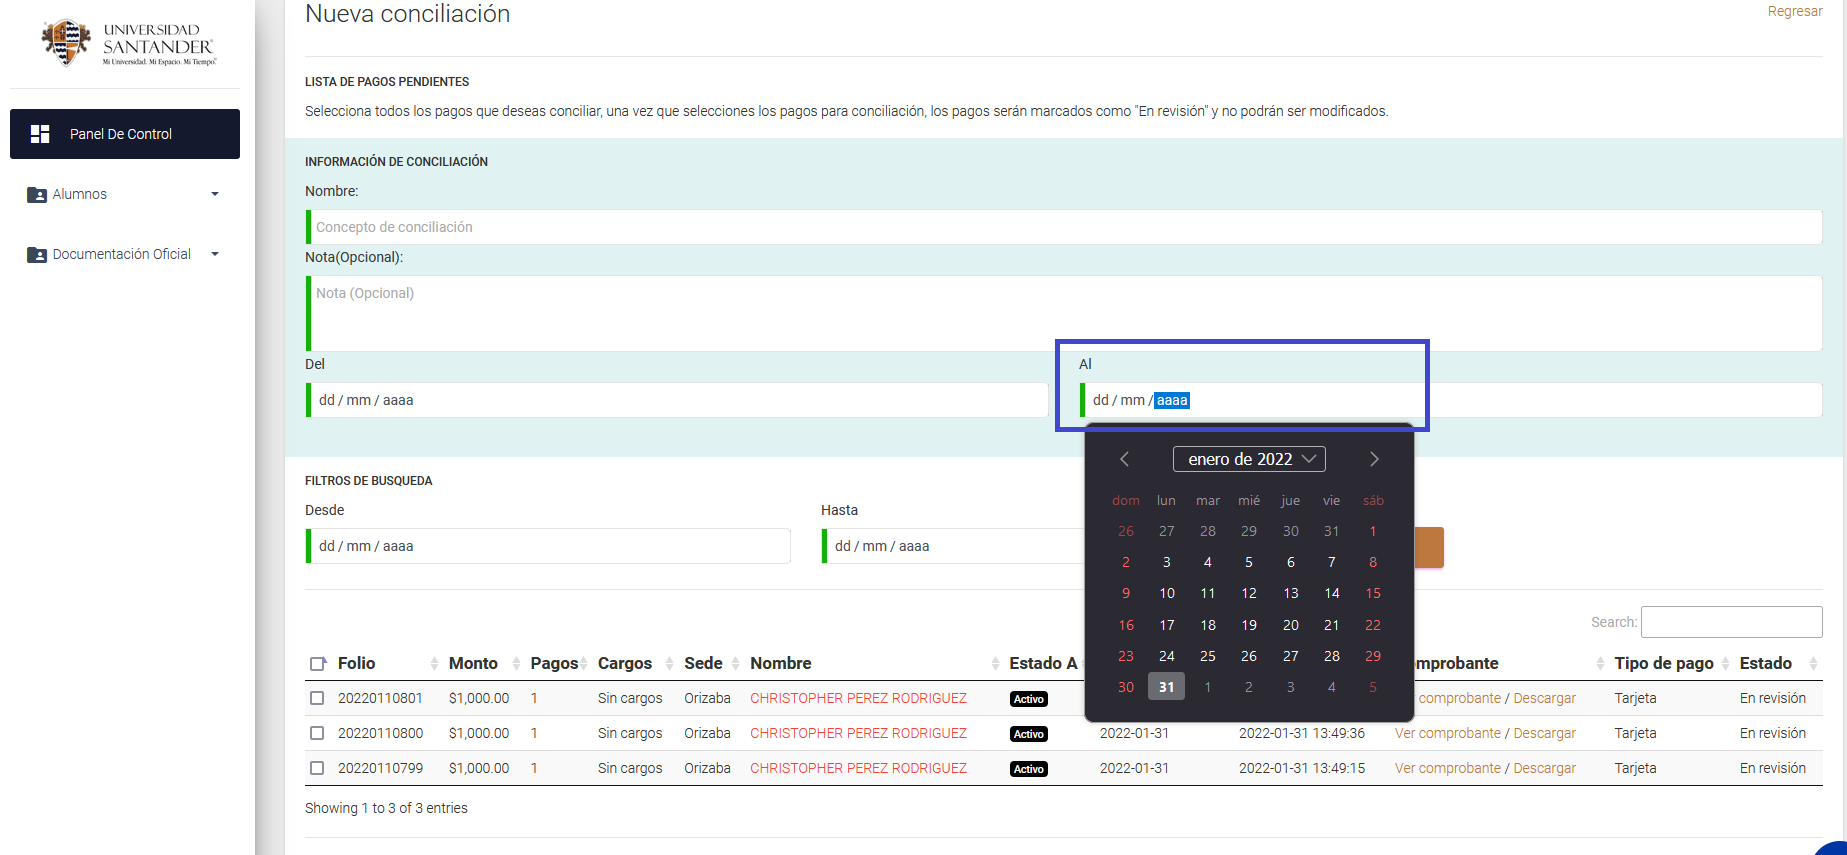 UNIVERSIDAD
SANTANDER
Mi Universidad. Mi Espacio. Mi Tiempo.
Panel De Control
Alumnos
Documentación Oficial
Nueva conciliación
Regresar
LISTA DE PAGOS PENDIENTES
Selecciona todos los pagos que deseas conciliar, una vez que selecciones los pagos para conciliación, los pagos serán marcados como "En revisión" y no podrán ser modificados.
INFORMACIÓN DE CONCILIACIÓN
Nombre:
Concepto de conciliación
Nota(Opcional):
Nota (Opcional)
Del
Al
dd / mm / aaaa
dd / mm / aaaa
enero de 2022
dom lun mar mié jue vie sáb
26 27 28 29 30 31 1
2 3 4 5 6 7 8
9 10 11 12 13 14 15
16 17 18 19 20 21 22
23 24 25 26 27 28 29
30 31 1 2 3 4 5
FILTROS DE BUSQUEDA
Desde
Hasta
dd / mm / aaaa
dd / mm / aaaa
Search:
Folio Monto Pagos Cargos Sede Nombre Estado A mprobante Tipo de pago Estado
20220110801 $1,000.00 1 Sin cargos Orizaba CHRISTOPHER PEREZ RODRIGUEZ Activo comprobante / Descargar Tarjeta En revisión
20220110800 $1,000.00 1 Sin cargos Orizaba CHRISTOPHER PEREZ RODRIGUEZ Activo 2022-01-31 2022-01-31 13:49:36 Ver comprobante / Descargar Tarjeta En revisión
20220110799 $1,000.00 1 Sin cargos Orizaba CHRISTOPHER PEREZ RODRIGUEZ Activo 2022-01-31 2022-01-31 13:49:15 Ver comprobante / Descargar Tarjeta En revisión
Showing 1 to 3 of 3 entries